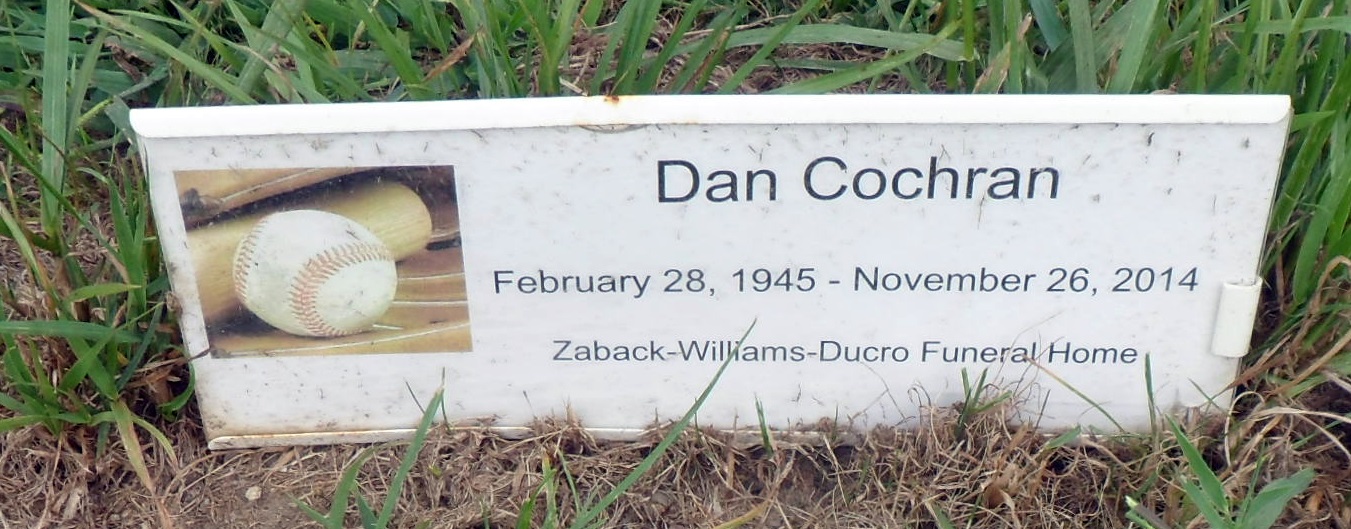 Dan Cochran
February 28, 1945 - November 26, 2014
Zaback-Williams-Ducro Funeral Home